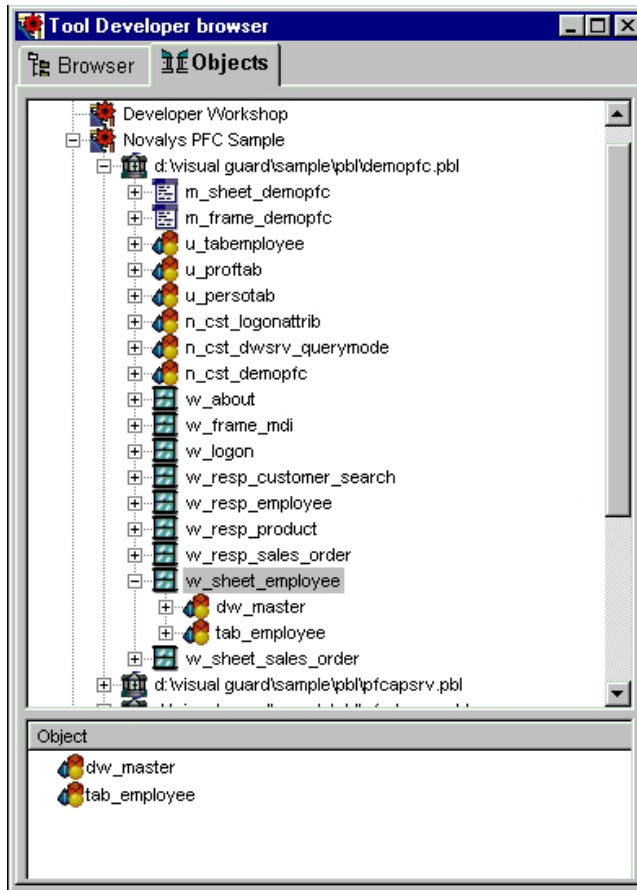 Tool Developer browser
Browser Objects
Developer Workshop
Novalys PFC Sample
d:\visual guard\sample\pbl\demopfc.pbl
m_sheet_demopfc
m_frame_demopfc
u_tabemployee
u_proftab
u_persotab
n_cst_logonattrib
n_cst_dwsrv_querymode
n_cst_demopfc
w_about
w_frame_mdi
w_logon
w_resp_customer_search
w_resp_employee
w_resp_product
w_resp_sales_order
w_sheet_employee
dw_master
tab_employee
w_sheet_sales_order
d:\visual guard\sample\pbl\pfcapsrv.pbl
Object
dw_master
tab_employee